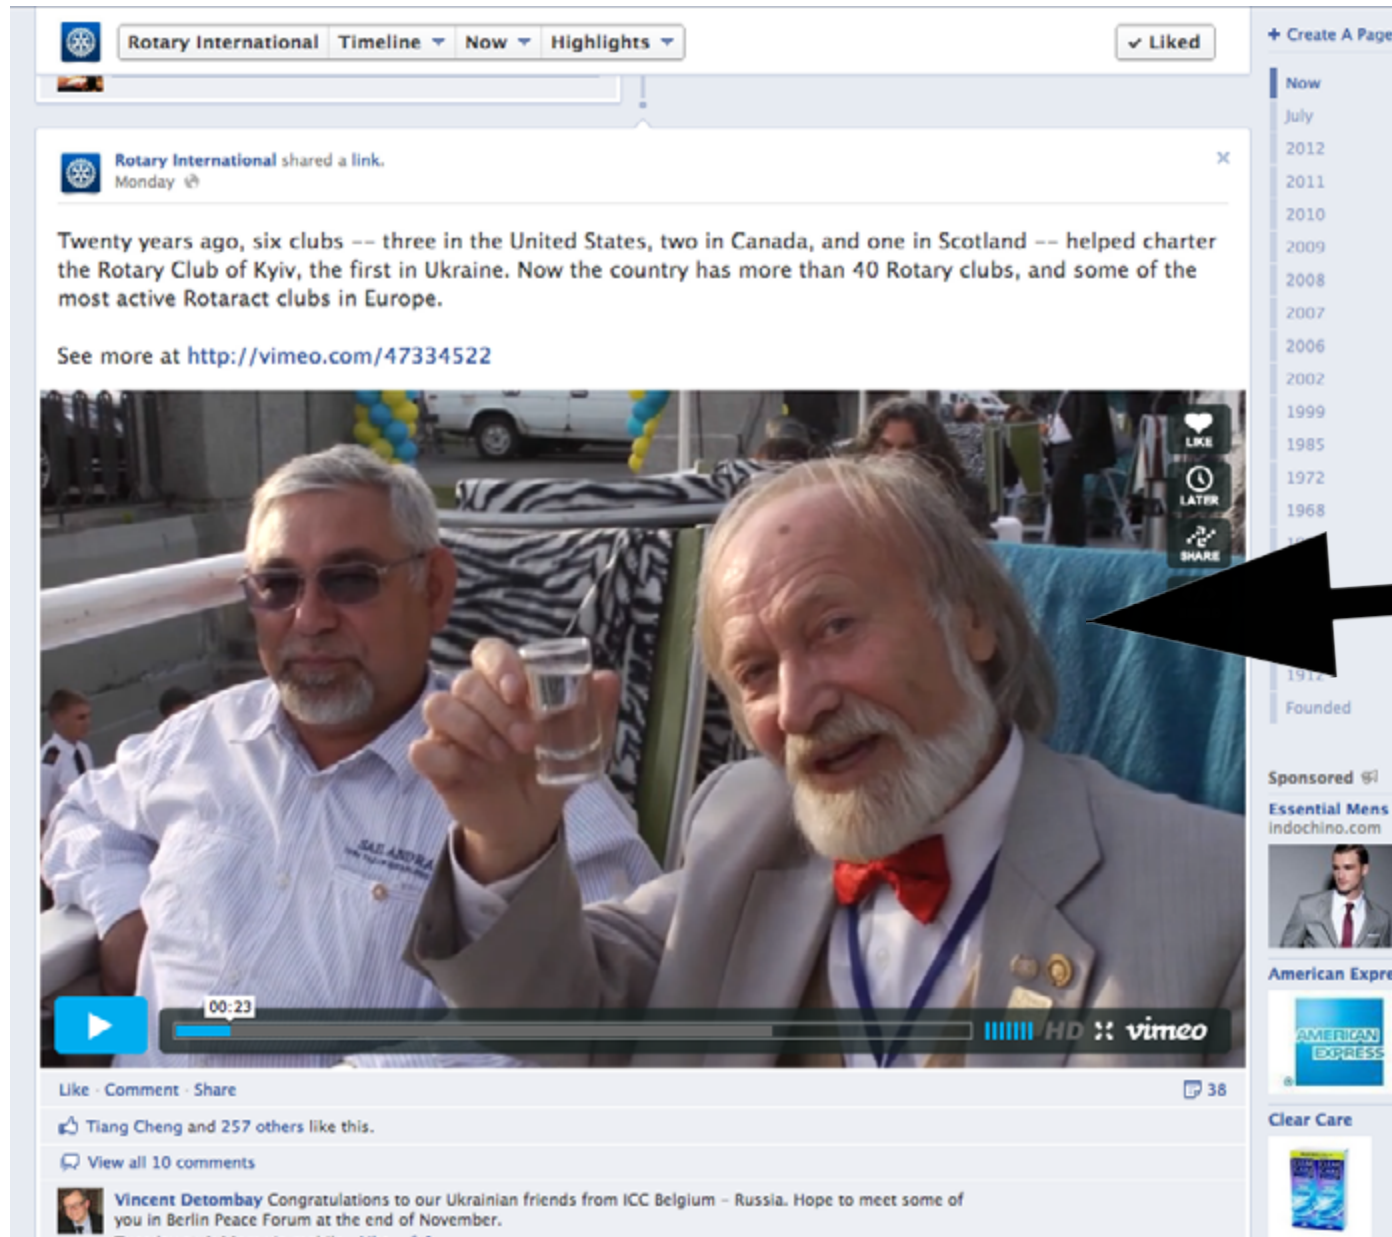 Rotary International Timeline Now Highlights
✓ Liked
+ Create A Page
Now
July
2012
2011
2010
2009
2008
2007
2006
2002
1999
1985
1972
1968
1912
Founded
Rotary International shared a link.
Monday
Twenty years ago, six clubs -- three in the United States, two in Canada, and one in Scotland -- helped charter
the Rotary Club of Kyiv, the first in Ukraine. Now the country has more than 40 Rotary clubs, and some of the
most active Rotaract clubs in Europe.
See more at http://vimeo.com/47334522
LIKE
LATER
SHARE
SAIL
00:23
HD vimeo
Like · Comment · Share
38
Tiang Cheng and 257 others like this.
View all 10 comments
Vincent Detombay Congratulations to our Ukrainian friends from ICC Belgium – Russia. Hope to meet some of
you in Berlin Peace Forum at the end of November.
Sponsored
Essential Mens
indochino.com
American Expre
AMERICAN
EXPRESS
Clear Care